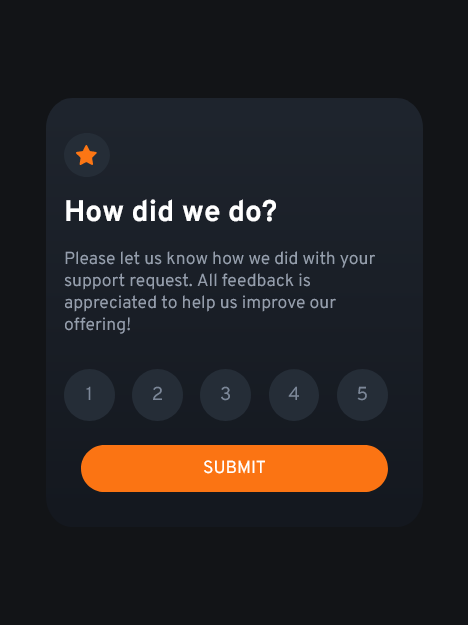 How did we do?
Please let us know how we did with your
support request. All feedback is
appreciated to help us improve our
offering!
1 2 3 4 5
SUBMIT